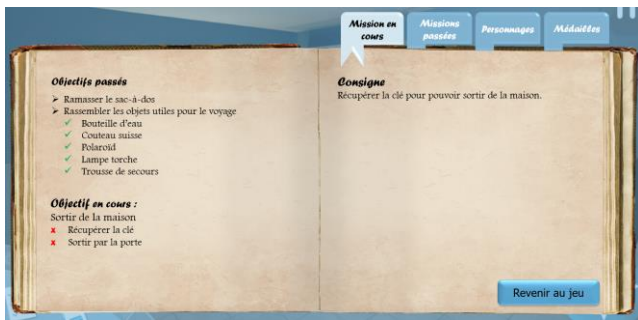 Mission en
cours
Missions
passées
Personnages
Médailles
Objectifs passés
Ramasser le sac-à-dos
Rassembler les objets utiles pour le voyage
Bouteille d'eau
Couteau suisse
Polaroïd
Lampe torche
Trousse de secours
Objectif en cours :
Sortir de la maison
Récupérer la clé
Sortir par la porte
Consigne
Récupérer la clé pour pouvoir sortir de la maison.
Revenir au jeu